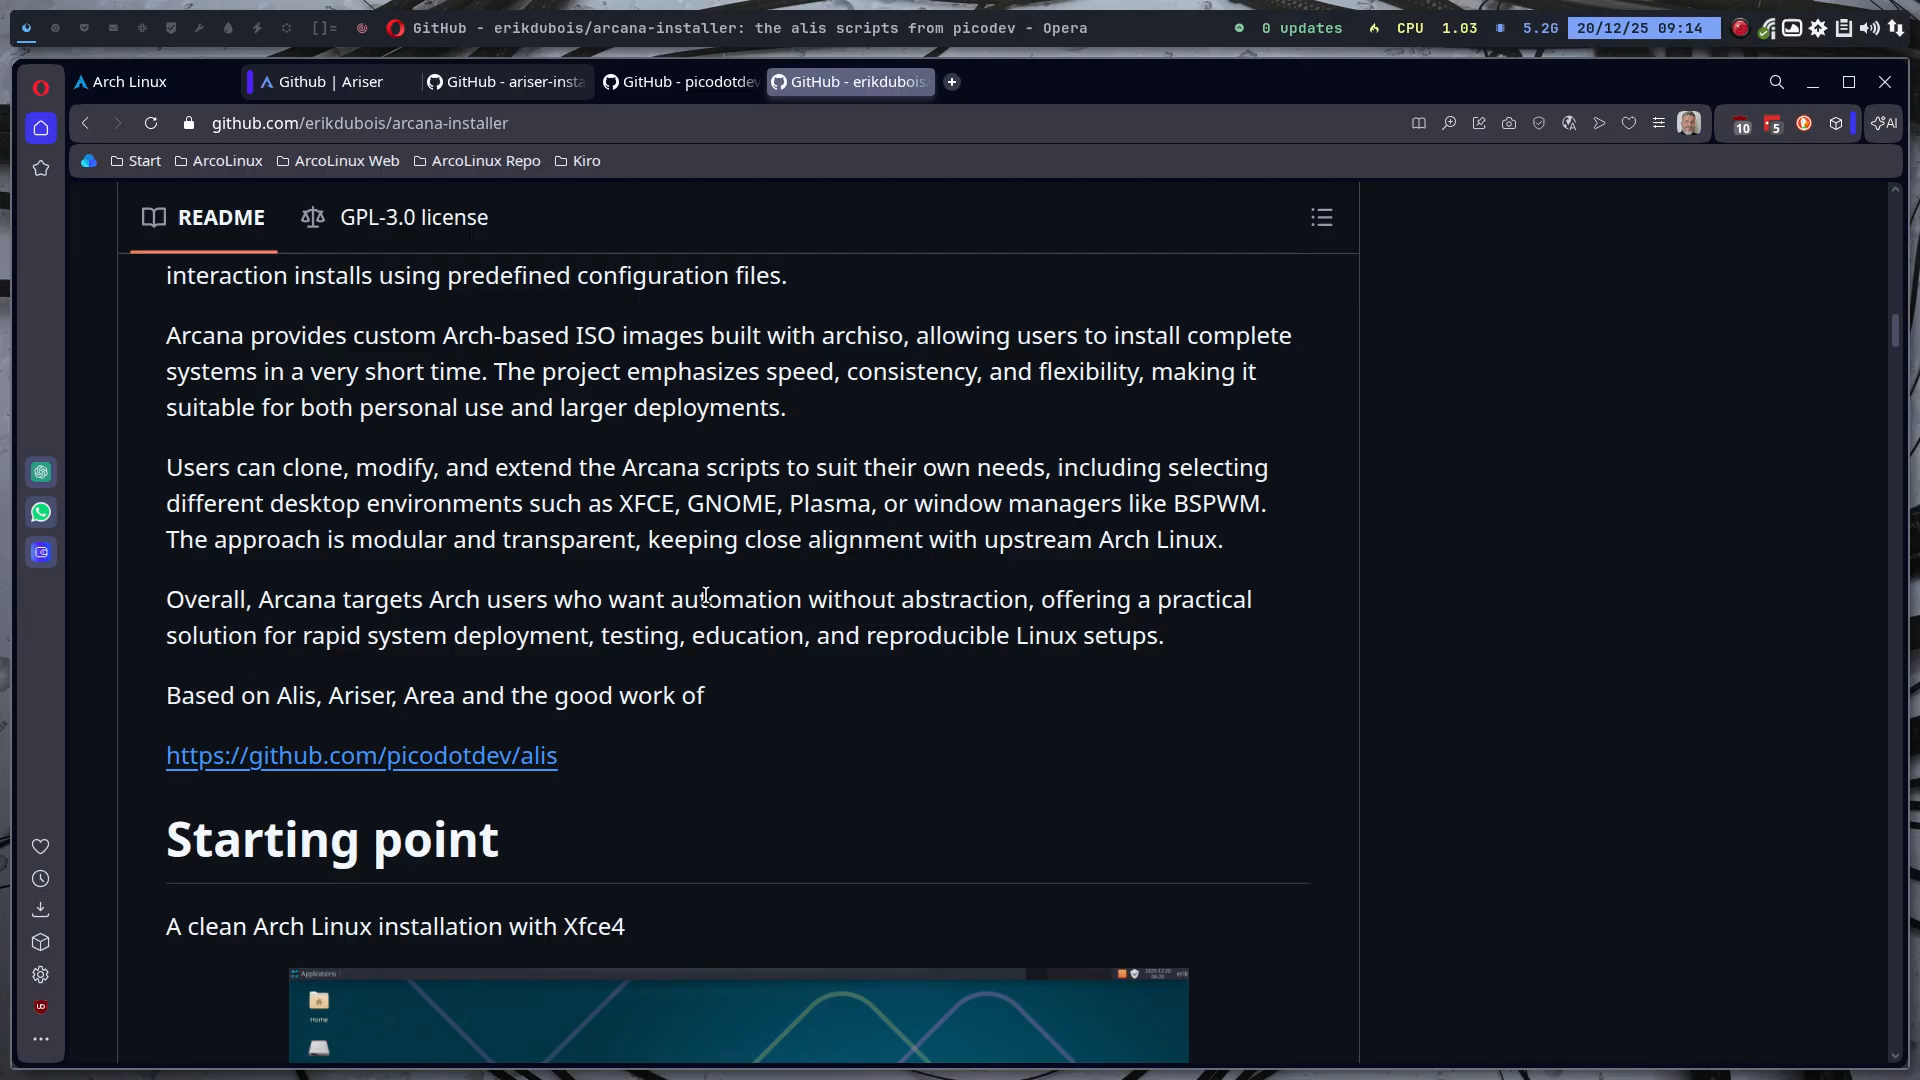 []= GitHub - erikdubois/arcana-installer: the alis scripts from picodev - Opera 0 updates CPU 1.03 5.2G 20/12/25 09:14
Arch Linux Github | Ariser GitHub - ariser-insta GitHub - picodotdev GitHub - erikdubois
github.com/erikdubois/arcana-installer 10 5 AI
Start ArcoLinux ArcoLinux Web ArcoLinux Repo Kiro
README GPL-3.0 license
interaction installs using predefined configuration files.
Arcana provides custom Arch-based ISO images built with archiso, allowing users to install complete
systems in a very short time. The project emphasizes speed, consistency, and flexibility, making it
suitable for both personal use and larger deployments.
Users can clone, modify, and extend the Arcana scripts to suit their own needs, including selecting
different desktop environments such as XFCE, GNOME, Plasma, or window managers like BSPWM.
The approach is modular and transparent, keeping close alignment with upstream Arch Linux.
Overall, Arcana targets Arch users who want automation without abstraction, offering a practical
solution for rapid system deployment, testing, education, and reproducible Linux setups.
Based on Alis, Ariser, Area and the good work of
https://github.com/picodotdev/alis
Starting point
A clean Arch Linux installation with Xfce4
Applications
Home